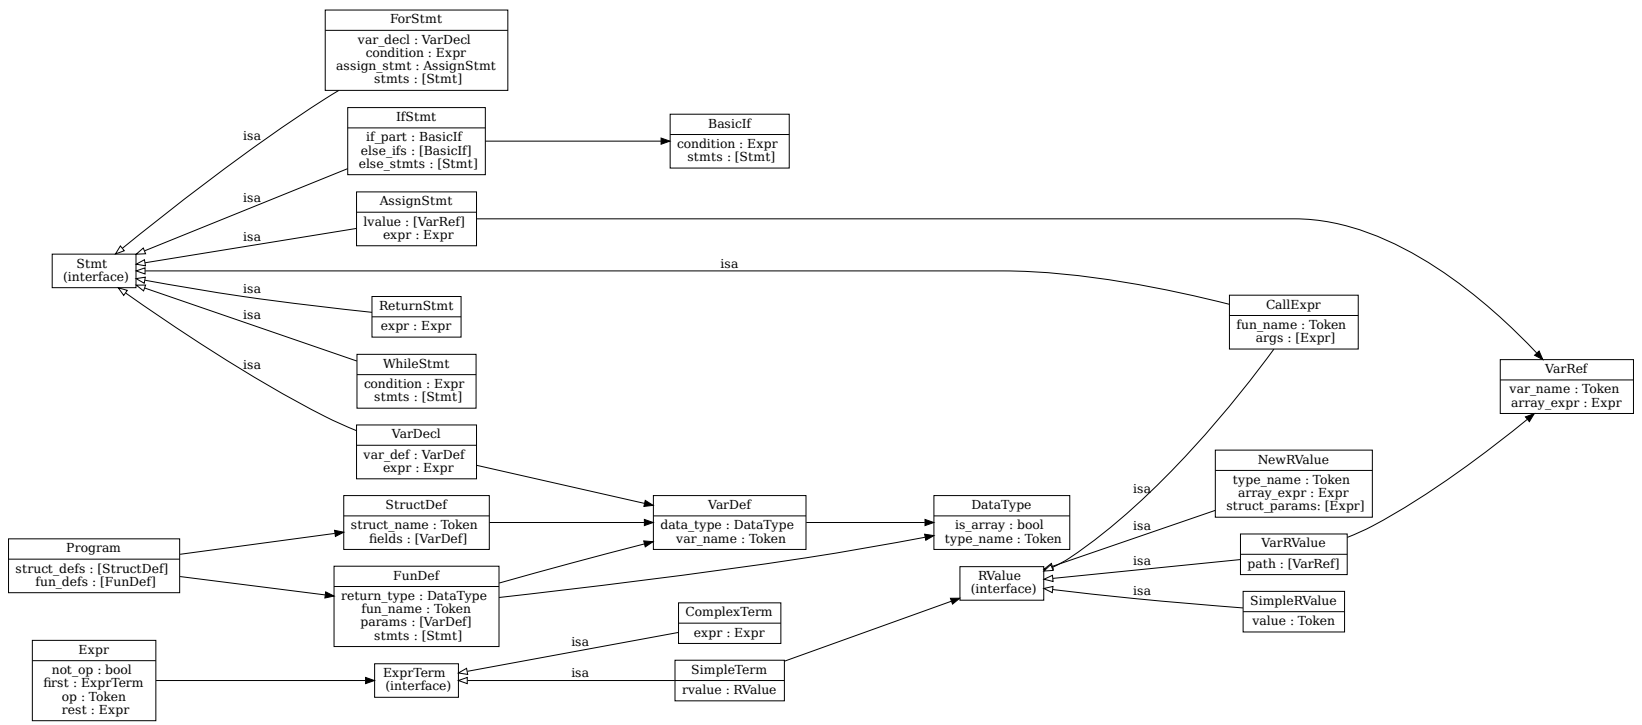 ForStmt
var_decl : VarDecl
condition : Expr
assign_stmt : AssignStmt
stmts : [Stmt]
isa
IfStmt
if_part : BasicIf
else_ifs : [BasicIf]
else_stmts : [Stmt]
BasicIf
condition : Expr
stmts : [Stmt]
isa
AssignStmt
lvalue : [VarRef]
expr : Expr
isa
Stmt
(interface)
isa
isa
ReturnStmt
expr : Expr
isa
CallExpr
fun_name : Token
args : [Expr]
WhileStmt
condition : Expr
stmts : [Stmt]
isa
VarRef
var_name : Token
array_expr : Expr
VarDecl
var_def : VarDef
expr : Expr
NewRValue
type_name : Token
array_expr : Expr
struct_params: [Expr]
isa
StructDef
struct_name : Token
fields : [VarDef]
VarDef
data_type : DataType
var_name : Token
DataType
is_array : bool
type_name : Token
isa
Program
struct_defs : [StructDef]
fun_defs : [FunDef]
VarRValue
path : [VarRef]
isa
FunDef
return_type : DataType
fun_name : Token
params : [VarDef]
stmts : [Stmt]
RValue
(interface)
isa
SimpleRValue
value : Token
ComplexTerm
expr : Expr
isa
Expr
not_op : bool
first : ExprTerm
op : Token
rest : Expr
ExprTerm
(interface)
isa
SimpleTerm
rvalue : RValue